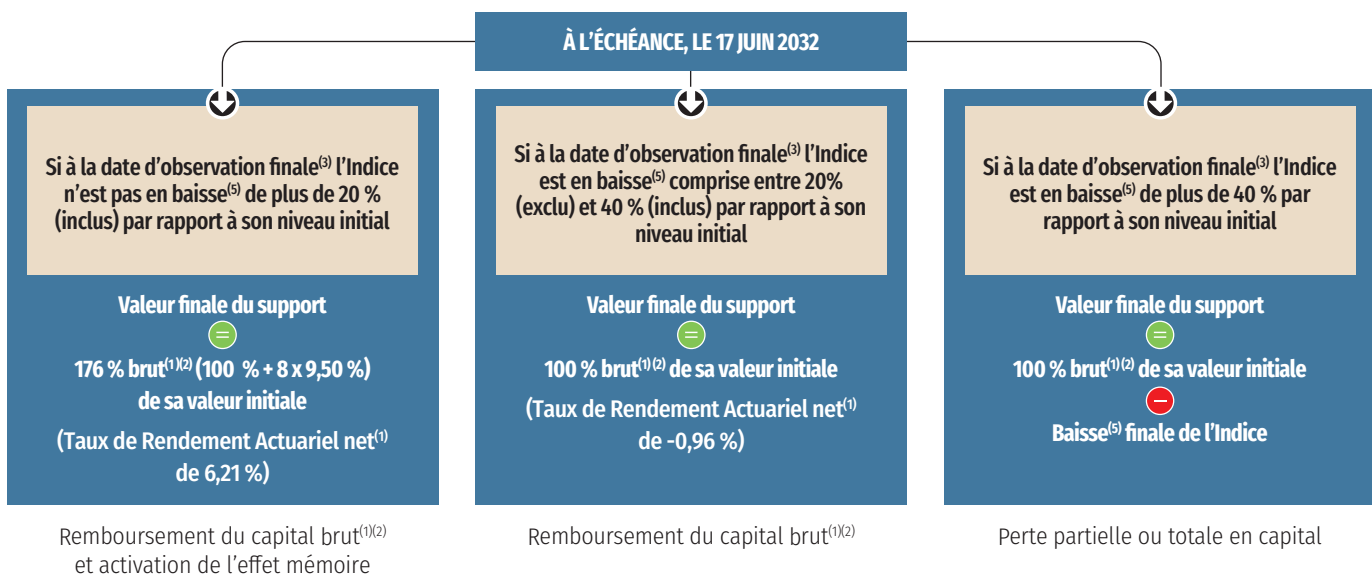 À L'ÉCHÉANCE, LE 17 JUIN 2032
Si à la date d'observation finale(3) l'Indice
n'est pas en baisse(5) de plus de 20 %
(inclus) par rapport à son niveau initial
Valeur finale du support
=
176 % brut(1)(2) (100 % + 8 x 9,50 %)
de sa valeur initiale
(Taux de Rendement Actuariel net(1)
de 6,21 %)
Remboursement du capital brut(1)(2)
et activation de l'effet mémoire
Si à la date d'observation finale(3) l'Indice
est en baisse(5) comprise entre 20%
(exclu) et 40 % (inclus) par rapport à son
niveau initial
Valeur finale du support
=
100 % brut(1)(2) de sa valeur initiale
(Taux de Rendement Actuariel net(1)
de -0,96 %)
Remboursement du capital brut(1)(2)
Si à la date d'observation finale(3) l'Indice
est en baisse(5) de plus de 40 % par
rapport à son niveau initial
Valeur finale du support
=
100 % brut(1)(2) de sa valeur initiale
−
Baisse(5) finale de l'Indice
Perte partielle ou totale en capital